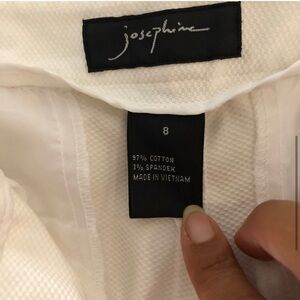 josephine
8
97% COTTON
3% SPANDEX
MADE IN VIETNAM